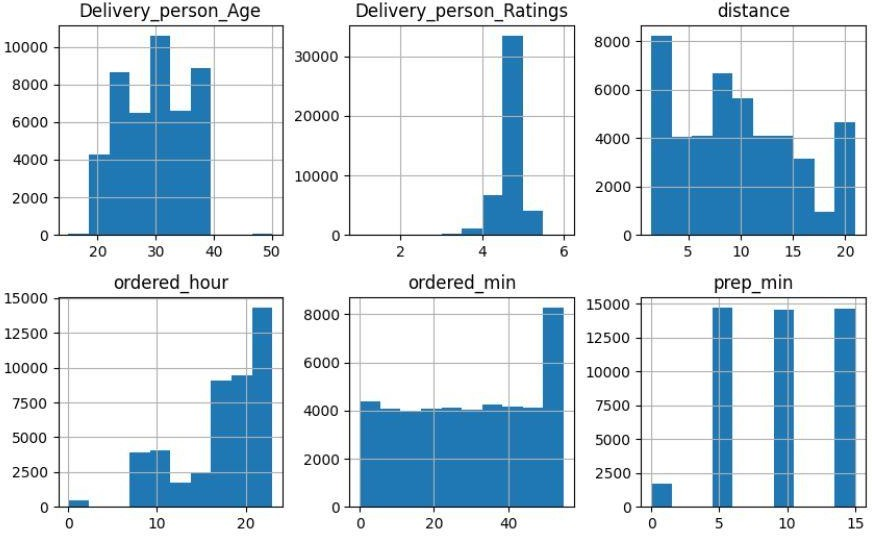 Delivery_person_Age
10000
8000
6000
4000
2000
0
20 30 40 50
Delivery_person_Ratings
30000
20000
10000
0
2 4 6
distance
8000
6000
4000
2000
0
5 10 15 20
ordered_hour
15000
12500
10000
7500
5000
2500
0
0 10 20
ordered_min
8000
6000
4000
2000
0
0 20 40
prep_min
15000
12500
10000
7500
5000
2500
0
0 5 10 15